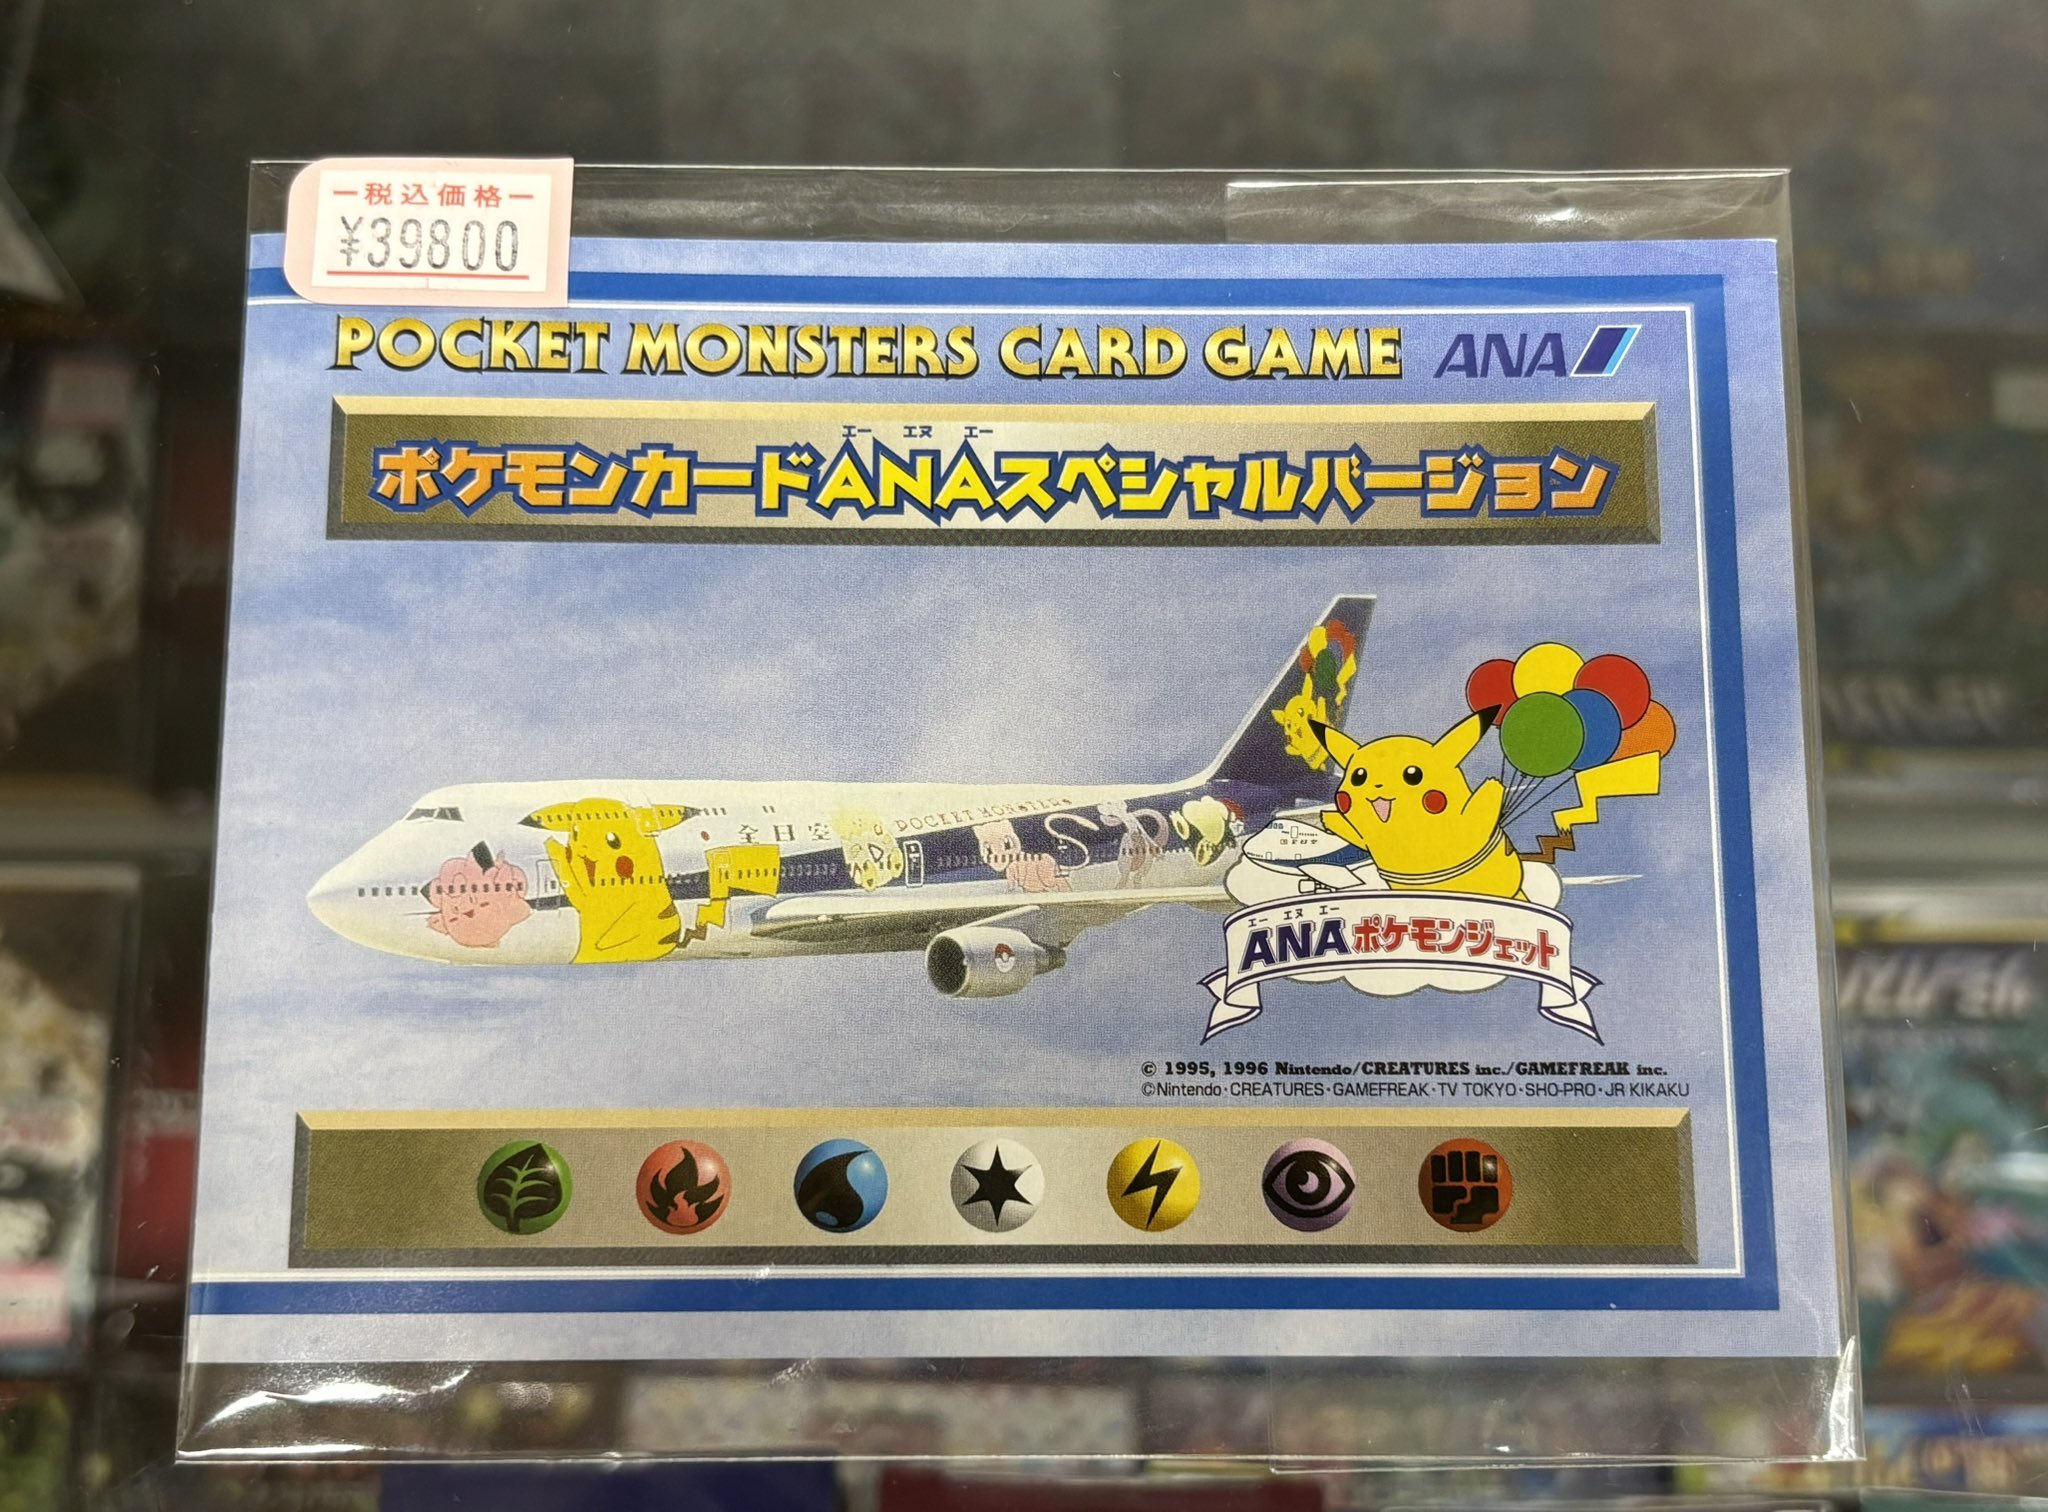 税込価格
¥39800
POCKET MONSTERS CARD GAME ANA
エー エヌ エー
ポケモンカードANAスペシャルバージョン
全日空
POCKET MONSTERS
エー エヌ エー
ANAポケモンジェット
© 1995, 1996 Nintendo/CREATURES inc./GAMEFREAK inc.
©Nintendo・CREATURES・GAMEFREAK・TV TOKYO・SHO-PRO・JR KIKAKU